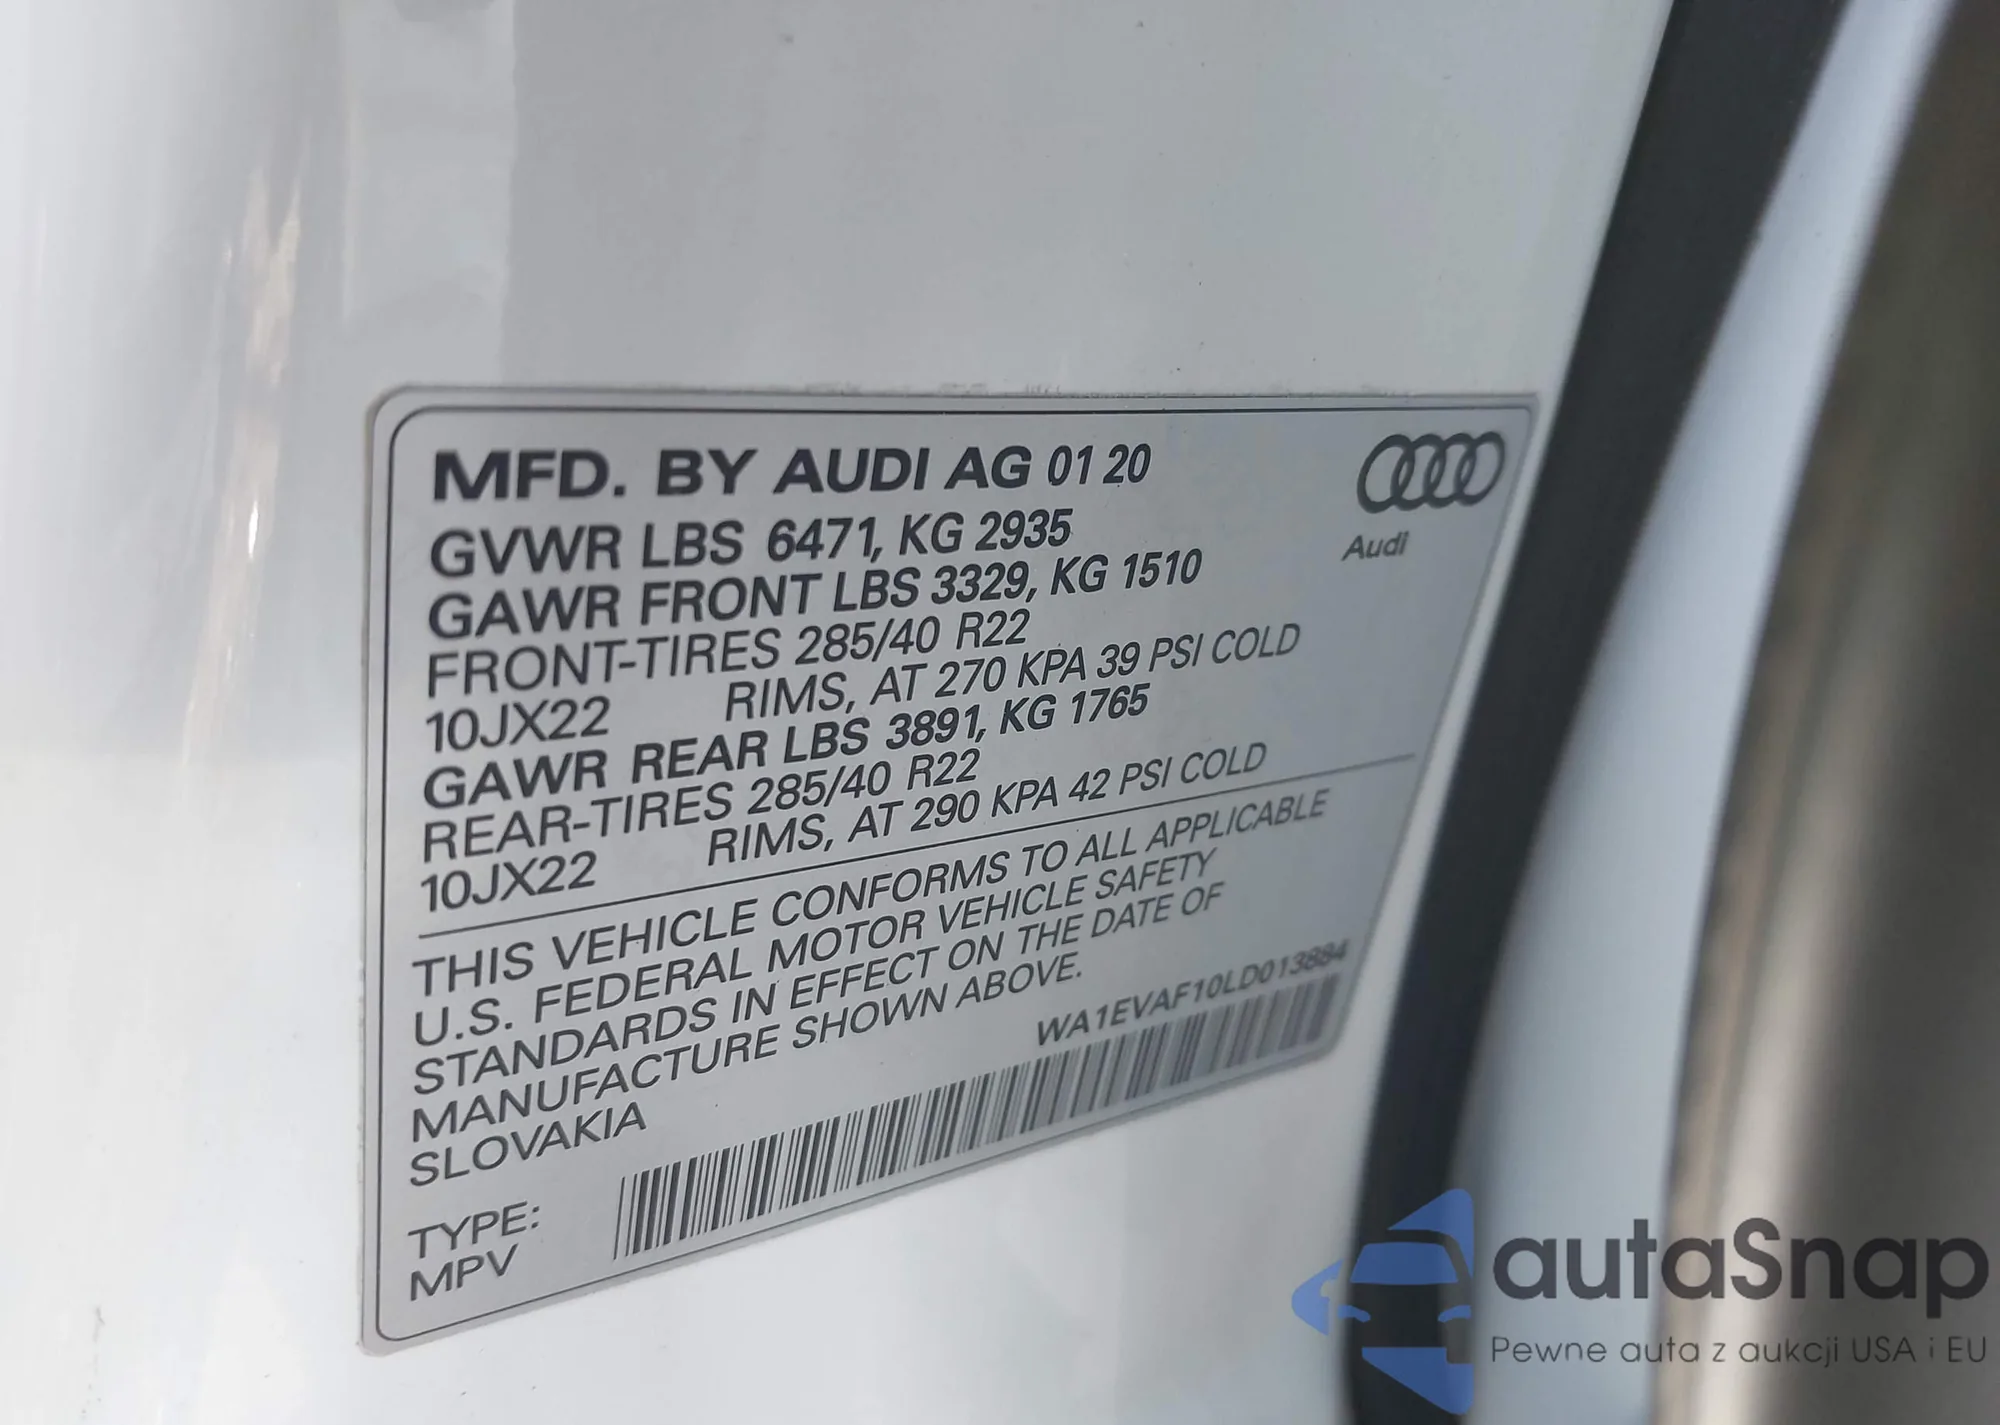 MFD. BY AUDI AG 01 20
Audi
GVWR LBS 6471, KG 2935
GAWR FRONT LBS 3329, KG 1510
FRONT-TIRES 285/40 R22
10JX22 RIMS, AT 270 KPA 39 PSI COLD
GAWR REAR LBS 3891, KG 1765
REAR-TIRES 285/40 R22
10JX22 RIMS, AT 290 KPA 42 PSI COLD
THIS VEHICLE CONFORMS TO ALL APPLICABLE
U.S. FEDERAL MOTOR VEHICLE SAFETY
STANDARDS IN EFFECT ON THE DATE OF
MANUFACTURE SHOWN ABOVE.
SLOVAKIA
WA1EVAF10LD013884
TYPE:
MPV
autaSnap
Pewne auta z aukcji USA i EU